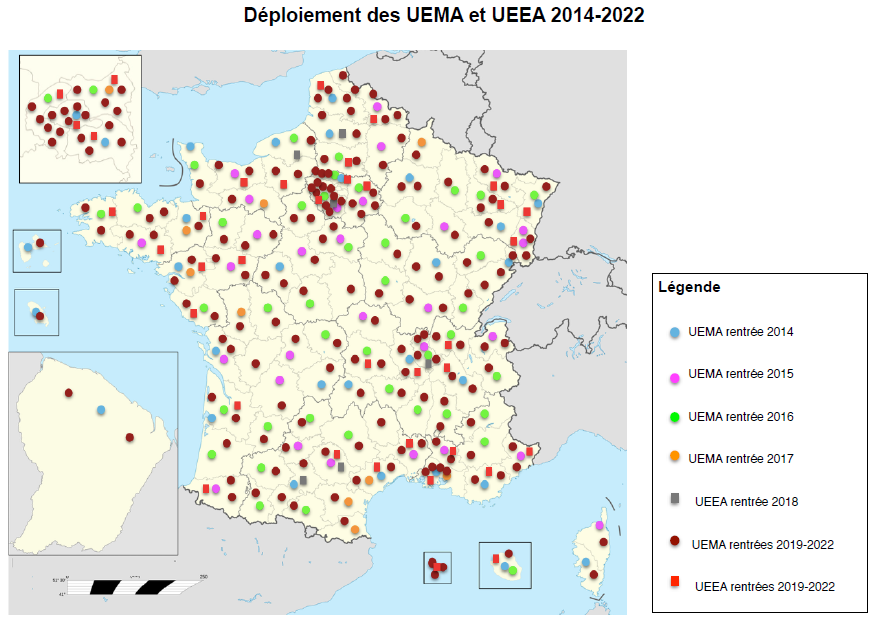 Déploiement des UEMA et UEEA 2014-2022
Légende
UEMA rentrée 2014
UEMA rentrée 2015
UEMA rentrée 2016
UEMA rentrée 2017
UEEA rentrée 2018
UEMA rentrées 2019-2022
UEEA rentrées 2019-2022